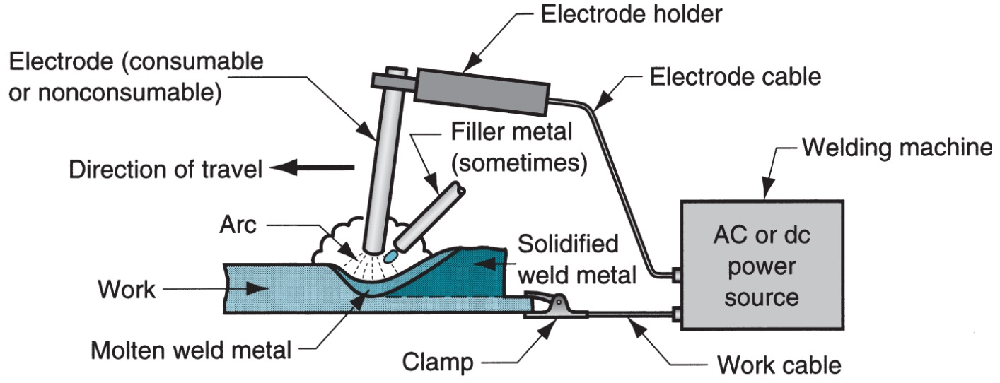 Electrode holder
Electrode (consumable
or nonconsumable)
Electrode cable
Filler metal
(sometimes)
Welding machine
Direction of travel
Arc
AC or dc
power
source
Solidified
weld metal
Work
Molten weld metal
Clamp
Work cable